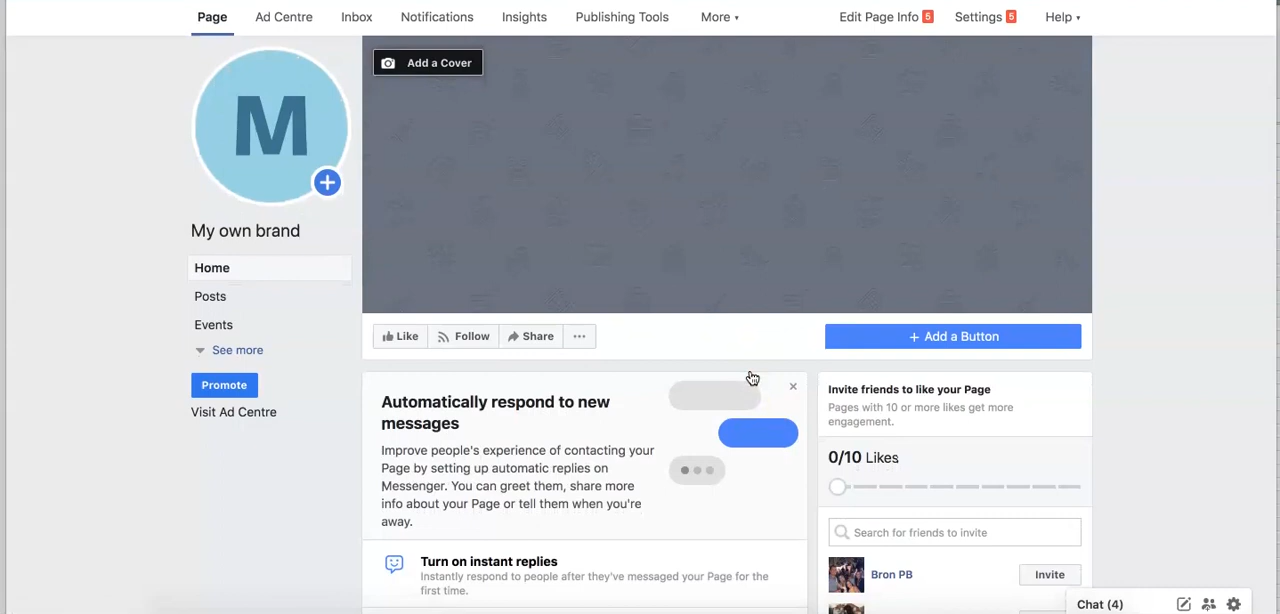 Page Ad Centre Inbox Notifications Insights Publishing Tools More Edit Page Info 5 Settings 5 Help
Add a Cover
M
My own brand
Home
Posts
Events
See more
Promote
Visit Ad Centre
Like Follow Share ... + Add a Button
Automatically respond to new
messages
Improve people's experience of contacting your
Page by setting up automatic replies on
Messenger. You can greet them, share more
info about your Page or tell them when you're
away.
Turn on instant replies
Instantly respond to people after they've messaged your Page for the
first time.
Invite friends to like your Page
Pages with 10 or more likes get more
engagement.
0/10 Likes
Search for friends to invite
Bron PB Invite
Chat (4)